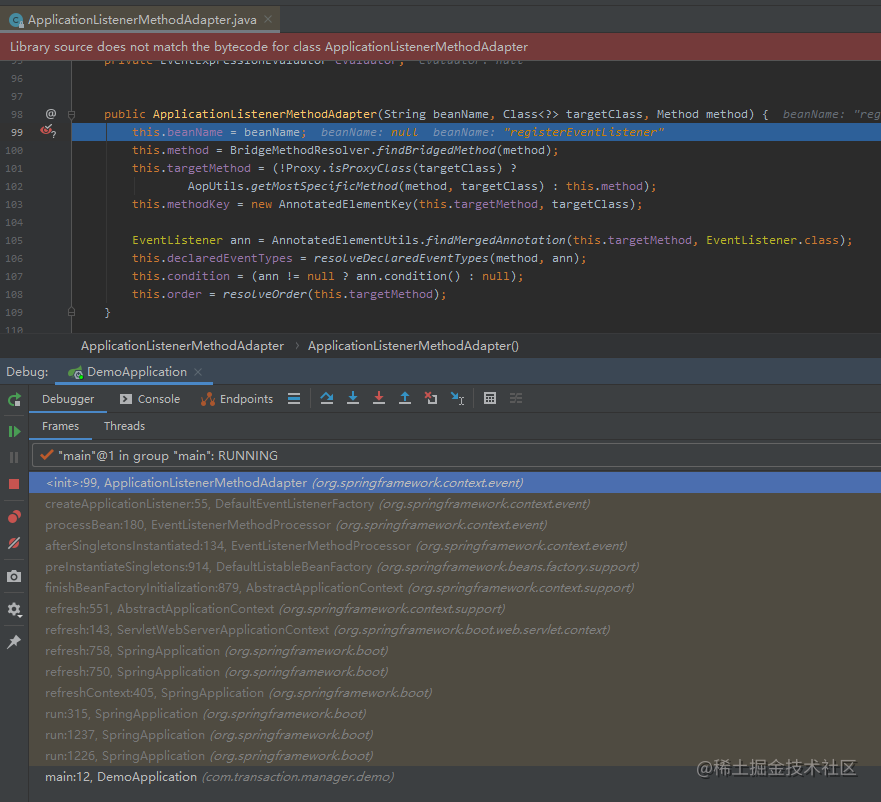 ApplicationListenerMethodAdapter.java
Library source does not match the bytecode for class ApplicationListenerMethodAdapter
95 private EventExpressionEvaluator evaluator; evaluator: null
96
97
98 @ public ApplicationListenerMethodAdapter(String beanName, Class<?> targetClass, Method method) { beanName: "reg
99 this.beanName = beanName; beanName: null beanName: "registerEventListener"
100 this.method = BridgeMethodResolver.findBridgedMethod(method);
101 this.targetMethod = (!Proxy.isProxyClass(targetClass) ?
102 AopUtils.getMostSpecificMethod(method, targetClass) : this.method);
103 this.methodKey = new AnnotatedElementKey(this.targetMethod, targetClass);
104
105 EventListener ann = AnnotatedElementUtils.findMergedAnnotation(this.targetMethod, EventListener.class);
106 this.declaredEventTypes = resolveDeclaredEventTypes(method, ann);
107 this.condition = (ann != null ? ann.condition() : null);
108 this.order = resolveOrder(this.targetMethod);
109 }
110
ApplicationListenerMethodAdapter › ApplicationListenerMethodAdapter()
Debug: DemoApplication
Debugger Console Endpoints
Frames Threads
"main"@1 in group "main": RUNNING
<init>:99, ApplicationListenerMethodAdapter (org.springframework.context.event)
createApplicationListener:55, DefaultEventListenerFactory (org.springframework.context.event)
processBean:180, EventListenerMethodProcessor (org.springframework.context.event)
afterSingletonsInstantiated:134, EventListenerMethodProcessor (org.springframework.context.event)
preInstantiateSingletons:914, DefaultListableBeanFactory (org.springframework.beans.factory.support)
finishBeanFactoryInitialization:879, AbstractApplicationContext (org.springframework.context.support)
refresh:551, AbstractApplicationContext (org.springframework.context.support)
refresh:143, ServletWebServerApplicationContext (org.springframework.boot.web.servlet.context)
refresh:758, SpringApplication (org.springframework.boot)
refresh:750, SpringApplication (org.springframework.boot)
refreshContext:405, SpringApplication (org.springframework.boot)
run:315, SpringApplication (org.springframework.boot)
run:1237, SpringApplication (org.springframework.boot)
run:1226, SpringApplication (org.springframework.boot)
main:12, DemoApplication (com.transaction.manager.demo)
@稀土掘金技术社区